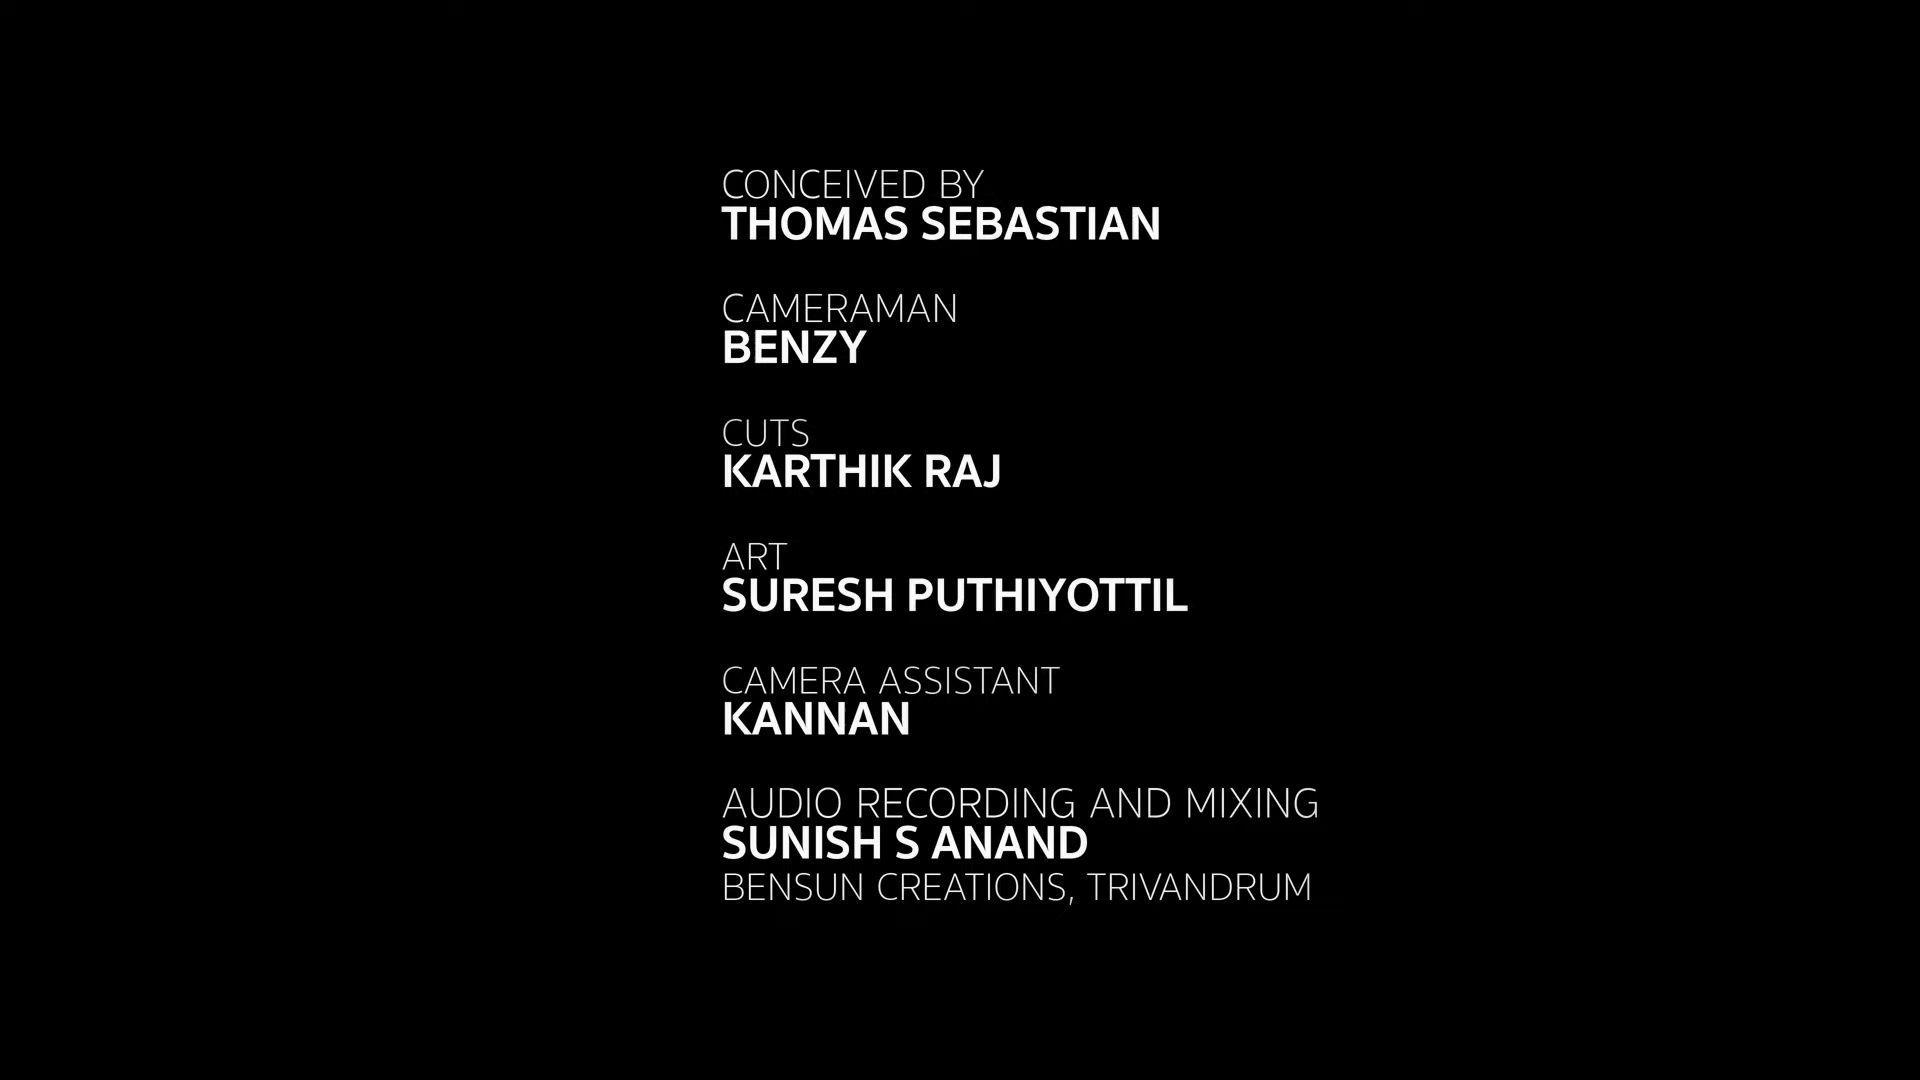 CONCEIVED BY
THOMAS SEBASTIAN
CAMERAMAN
BENZY
CUTS
KARTHIK RAJ
ART
SURESH PUTHIYOTTIL
CAMERA ASSISTANT
KANNAN
AUDIO RECORDING AND MIXING
SUNISH S ANAND
BENSUN CREATIONS, TRIVANDRUM